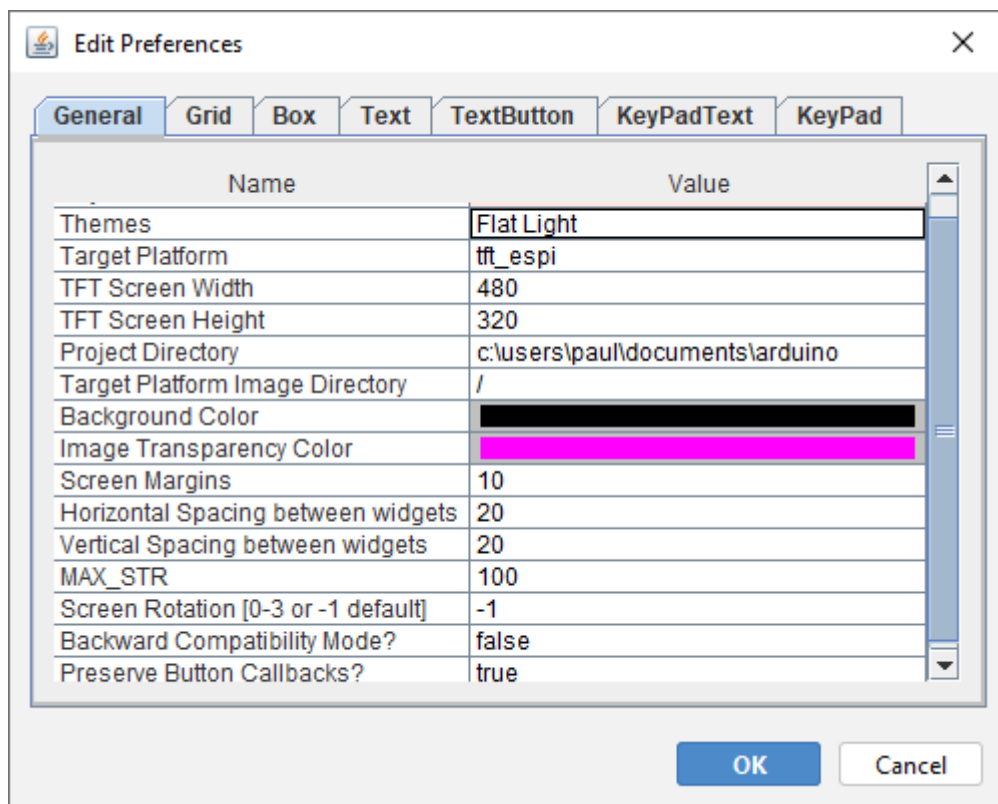 Edit Preferences
General Grid Box Text TextButton KeyPadText KeyPad
Name Value
Themes Flat Light
Target Platform tft_espi
TFT Screen Width 480
TFT Screen Height 320
Project Directory c:\users\paul\documents\arduino
Target Platform Image Directory /
Background Color
Image Transparency Color
Screen Margins 10
Horizontal Spacing between widgets 20
Vertical Spacing between widgets 20
MAX_STR 100
Screen Rotation [0-3 or -1 default] -1
Backward Compatibility Mode? false
Preserve Button Callbacks? true
OK Cancel